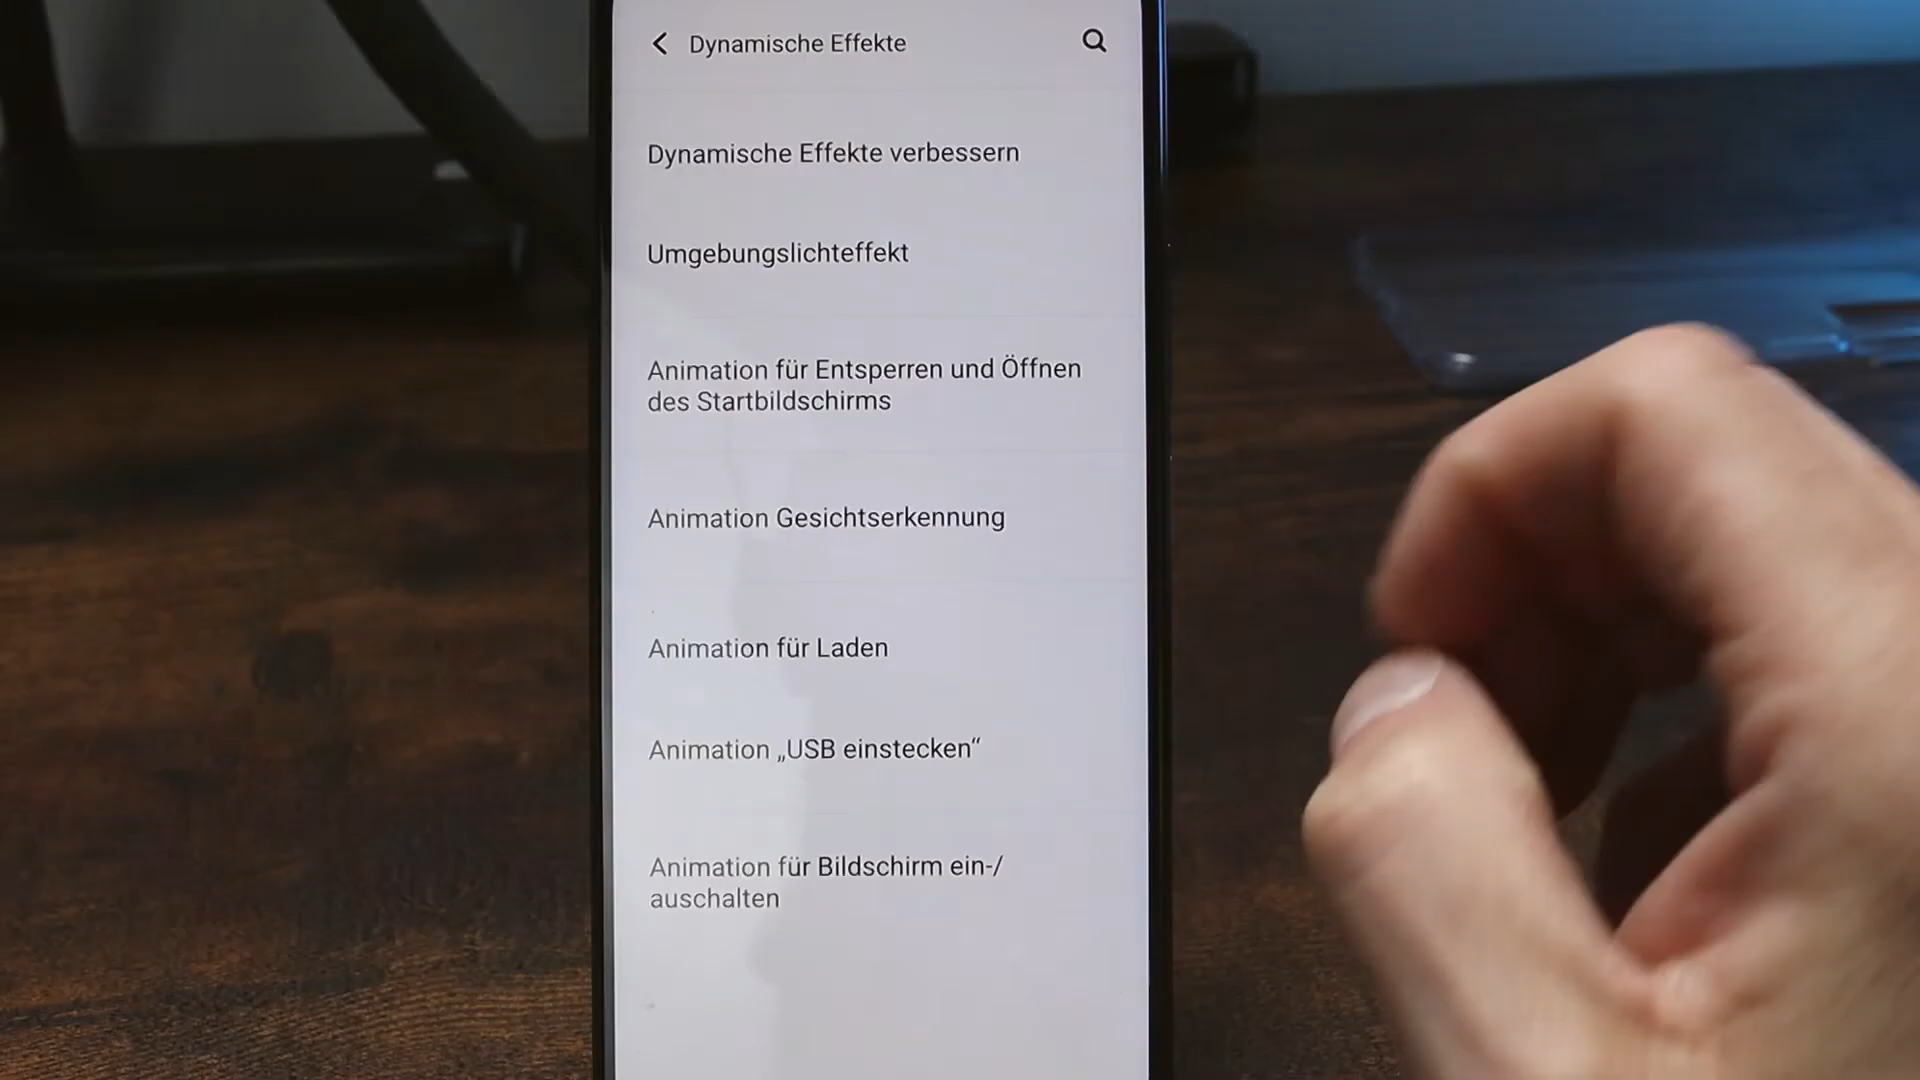 Dynamische Effekte
Dynamische Effekte verbessern
Umgebungslichteffekt
Animation für Entsperren und Öffnen
des Startbildschirms
Animation Gesichtserkennung
Animation für Laden
Animation „USB einstecken“
Animation für Bildschirm ein-/
auschalten